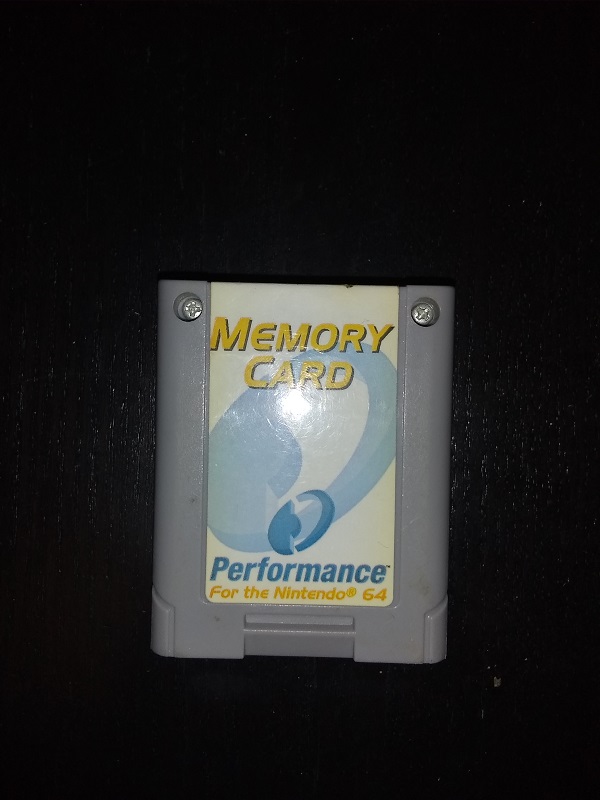 MEMORY
CARD
Performance™
For the Nintendo® 64